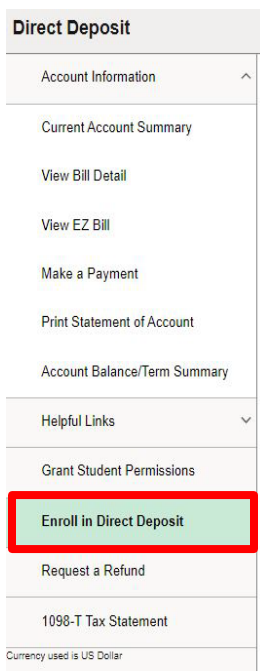 Direct Deposit
Account Information
Current Account Summary
View Bill Detail
View EZ Bill
Make a Payment
Print Statement of Account
Account Balance/Term Summary
Helpful Links
Grant Student Permissions
Enroll in Direct Deposit
Request a Refund
1098-T Tax Statement
Currency used is US Dollar